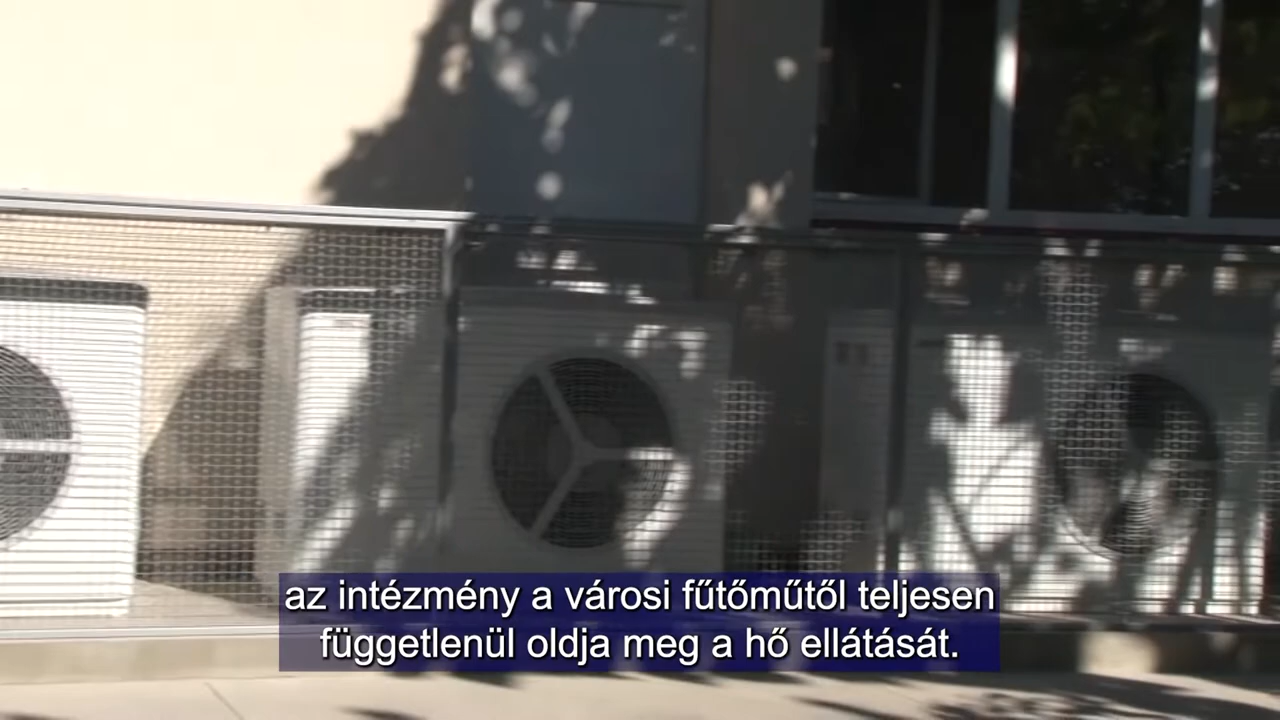 az intézmény a városi fűtőműtől teljesen
függetlenül oldja meg a hő ellátását.